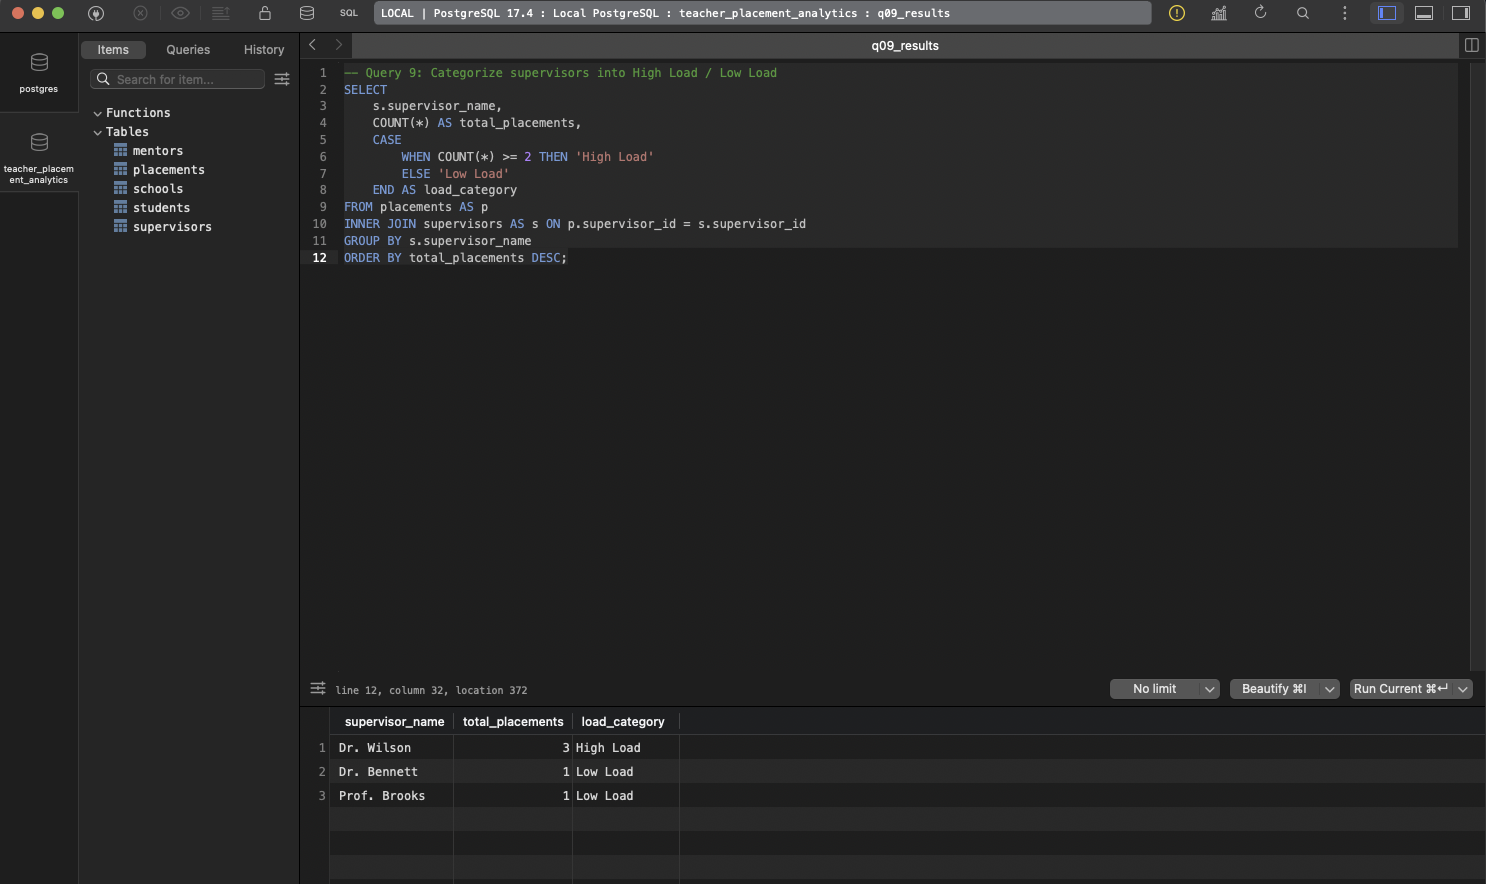 SQL
LOCAL | PostgreSQL 17.4 : Local PostgreSQL : teacher_placement_analytics : q09_results
postgres
teacher_placem
ent_analytics
Items Queries History
Search for item...
Functions
Tables
mentors
placements
schools
students
supervisors
q09_results
1 -- Query 9: Categorize supervisors into High Load / Low Load
2 SELECT
3 s.supervisor_name,
4 COUNT(*) AS total_placements,
5 CASE
6 WHEN COUNT(*) >= 2 THEN 'High Load'
7 ELSE 'Low Load'
8 END AS load_category
9 FROM placements AS p
10 INNER JOIN supervisors AS s ON p.supervisor_id = s.supervisor_id
11 GROUP BY s.supervisor_name
12 ORDER BY total_placements DESC;
line 12, column 32, location 372
No limit Beautify ⌘I Run Current ⌘↵
supervisor_name total_placements load_category
1 Dr. Wilson 3 High Load
2 Dr. Bennett 1 Low Load
3 Prof. Brooks 1 Low Load